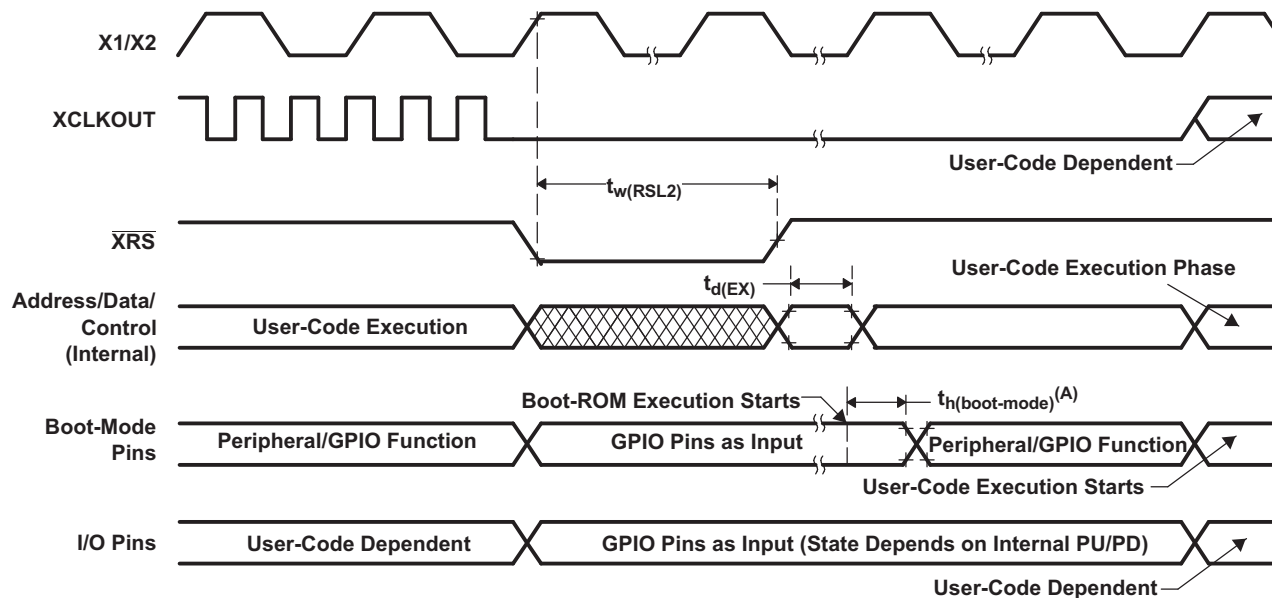 X1/X2
XCLKOUT
User-Code Dependent
tw(RSL2)
XRS
User-Code Execution Phase
td(EX)
Address/Data/
Control
(Internal)
User-Code Execution
Boot-ROM Execution Starts
th(boot-mode)(A)
Boot-Mode
Pins
Peripheral/GPIO Function
GPIO Pins as Input
Peripheral/GPIO Function
User-Code Execution Starts
I/O Pins
User-Code Dependent
GPIO Pins as Input (State Depends on Internal PU/PD)
User-Code Dependent